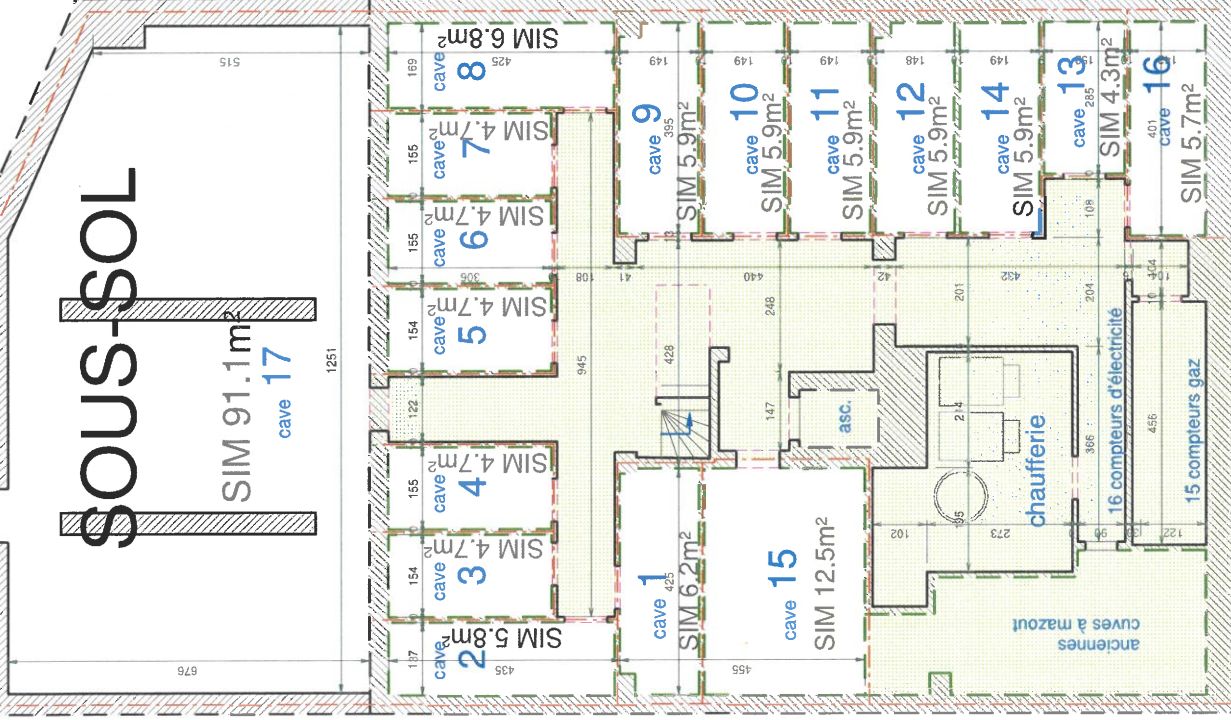 SOUS-SOL
SIM 91.1m²
cave 17
515
1251
676
cave 8
SIM 6.8m²
425
169
cave 7
SIM 4.7m²
155
cave 6
SIM 4.7m²
155
306
cave 5
SIM 4.7m²
154
122
cave 4
SIM 4.7m²
155
cave 3
SIM 4.7m²
154
cave 2
SIM 5.8m²
137
435
108
945
41
440
42
432
428
248
147
201
204
108
cave 9
395
SIM 5.9m²
149
cave 10
SIM 5.9m²
149
cave 11
SIM 5.9m²
149
cave 12
SIM 5.9m²
148
cave 14
SIM 5.9m²
149
cave 13
285
SIM 4.3m²
cave 16
401
SIM 5.7m²
104
cave 1
425
SIM 6.2m²
cave 15
SIM 12.5m²
455
asc.
chaufferie
214
195
102
273
366
90
16 compteurs d'électricité
456
122
15 compteurs gaz
anciennes
cuves à mazout